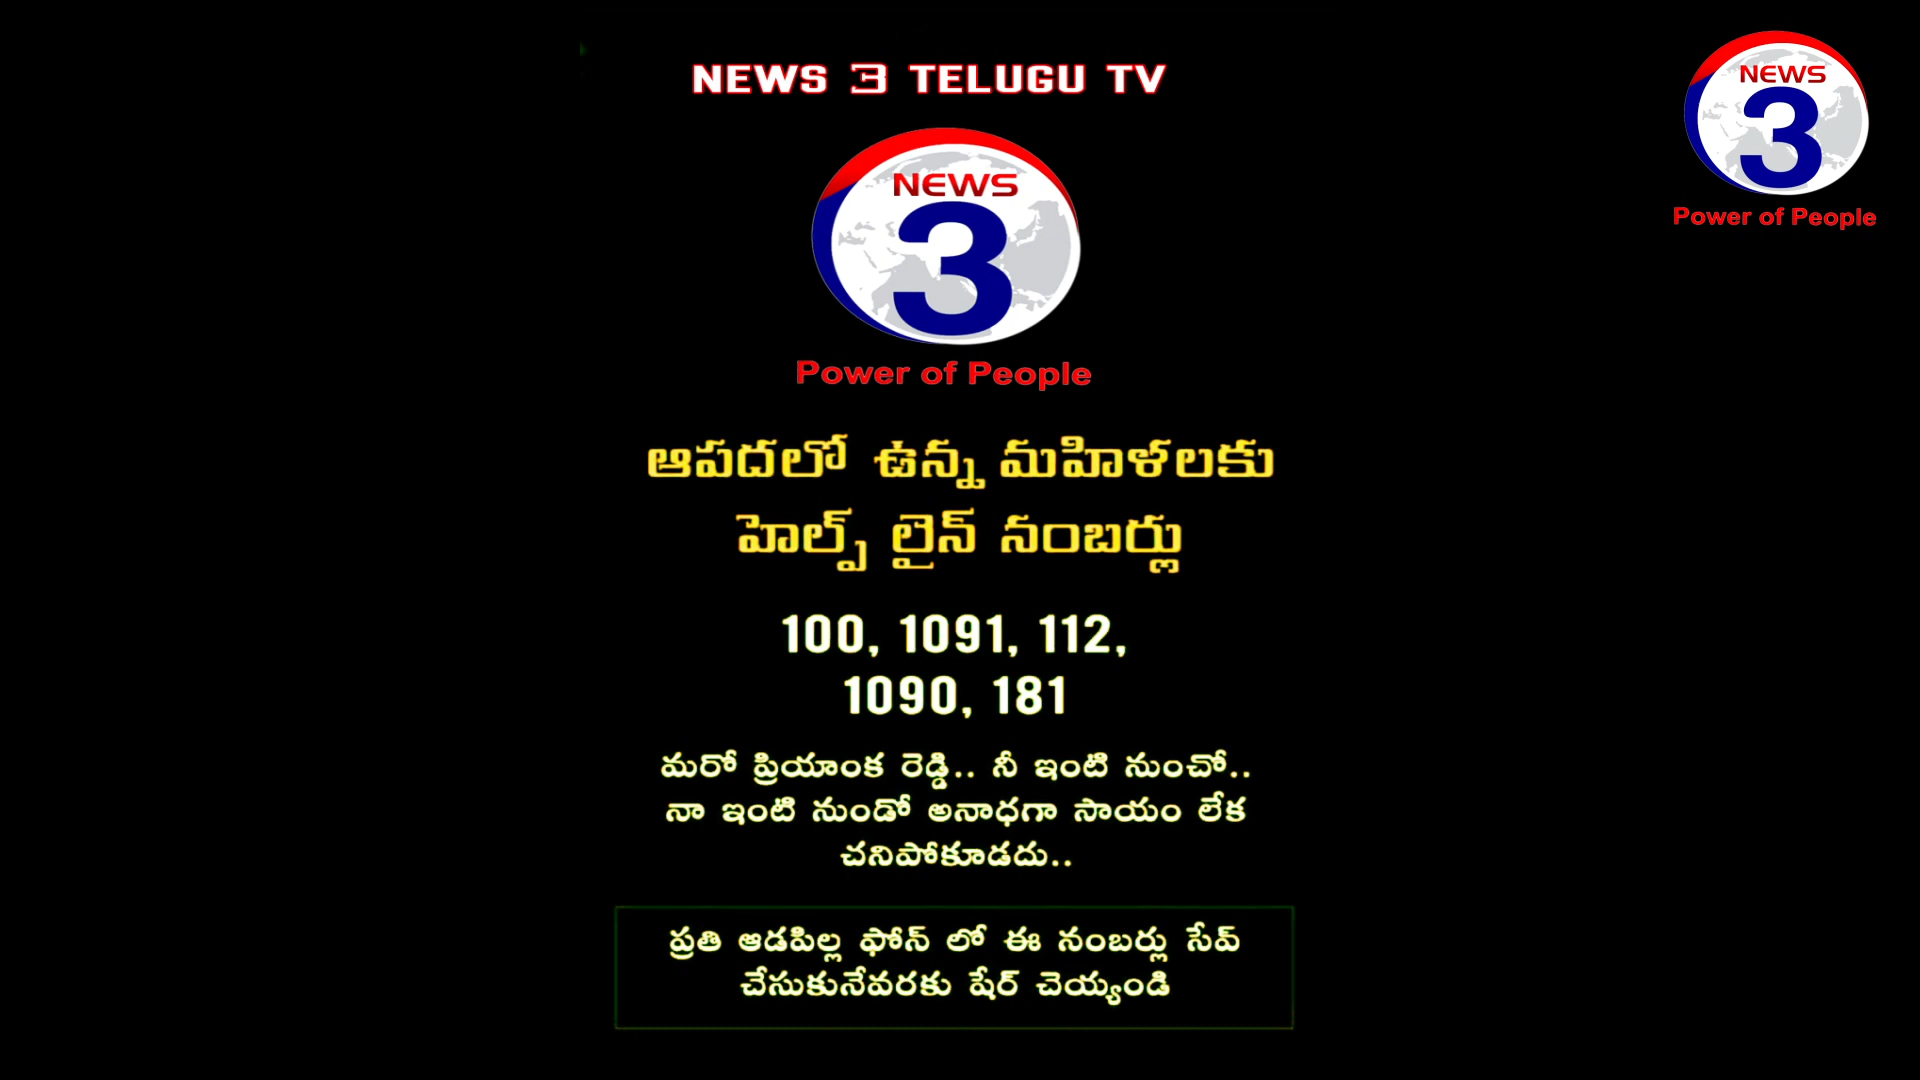 NEWS 3 TELUGU TV
NEWS
3
Power of People
NEWS
3
Power of People
ఆపదలో ఉన్న మహిళలకు
హెల్ప్ లైన్ నంబర్లు
100, 1091, 112,
1090, 181
మరో ప్రియాంక రెడ్డి.. నీ ఇంటి నుంచో..
నా ఇంటి నుండో అనాధగా సాయం లేక
చనిపోకూడదు..
ప్రతి ఆడపిల్ల ఫోన్ లో ఈ నంబర్లు సేవ్
చేసుకునేవరకు షేర్ చెయ్యండి